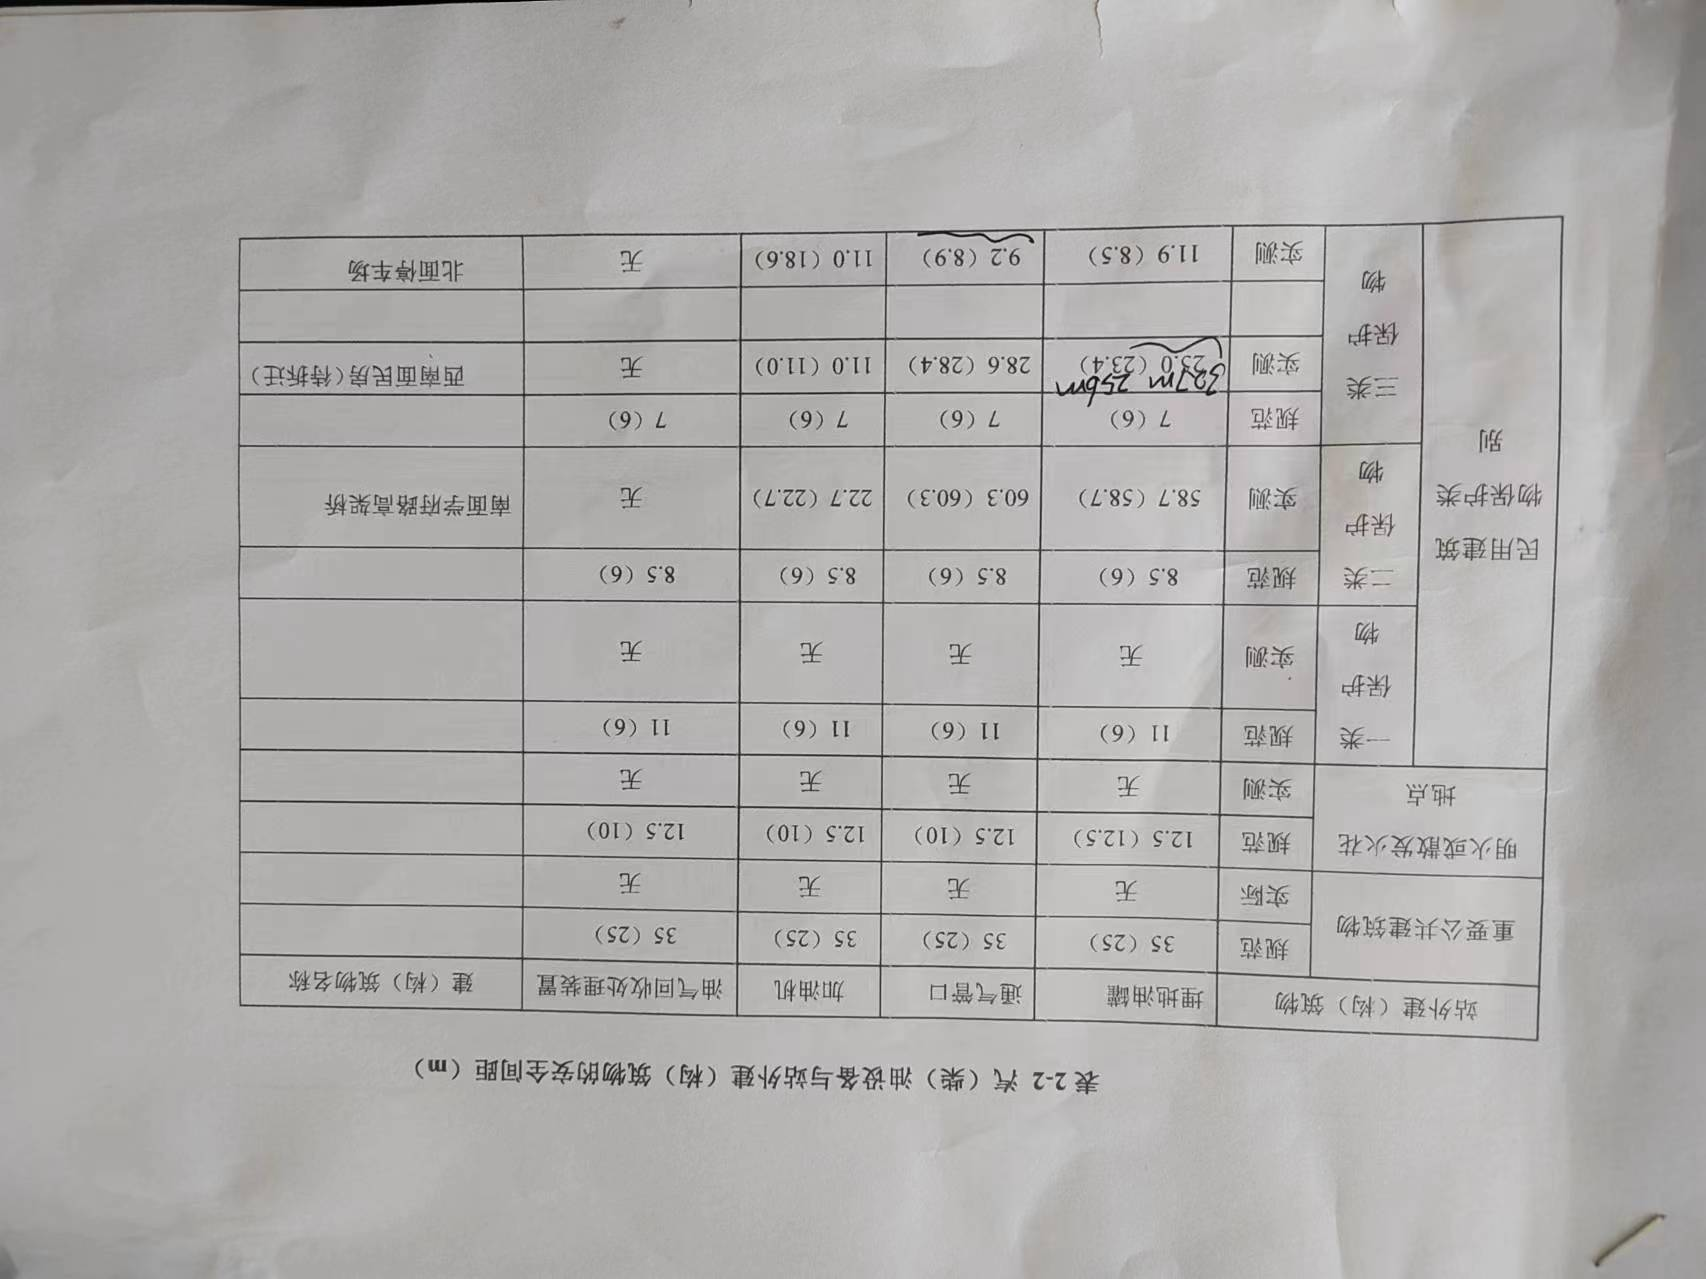 表 2-2 汽（柴）油设备与站外建（构）筑物的安全间距（m）
站外建（构）筑物 埋地油罐 通气管口 加油机 油气回收处理装置 建（构）筑物名称
重要公共建筑物 规范 35（25） 35（25） 35（25） 35（25）
实际 无 无 无 无
明火或散发火花地点 规范 12.5（12.5） 12.5（10） 12.5（10） 12.5（10）
实测 无 无 无 无
民用建筑物保护类别 一类保护物 规范 11（6） 11（6） 11（6） 11（6）
实测 无 无 无 无
二类保护物 规范 8.5（6） 8.5（6） 8.5（6） 8.5（6）
实测 58.7（58.7） 60.3（60.3） 22.7（22.7） 无 南面学府路高架桥
三类保护物 规范 7（6） 7（6） 7（6） 7（6）
32.7m 25.6m
实测 25.0（23.4） 28.6（28.4） 11.0（11.0） 无 西南面民房（待拆迁）
实测 11.9（8.5） 9.2（8.9） 11.0（18.6） 无 北面停车场